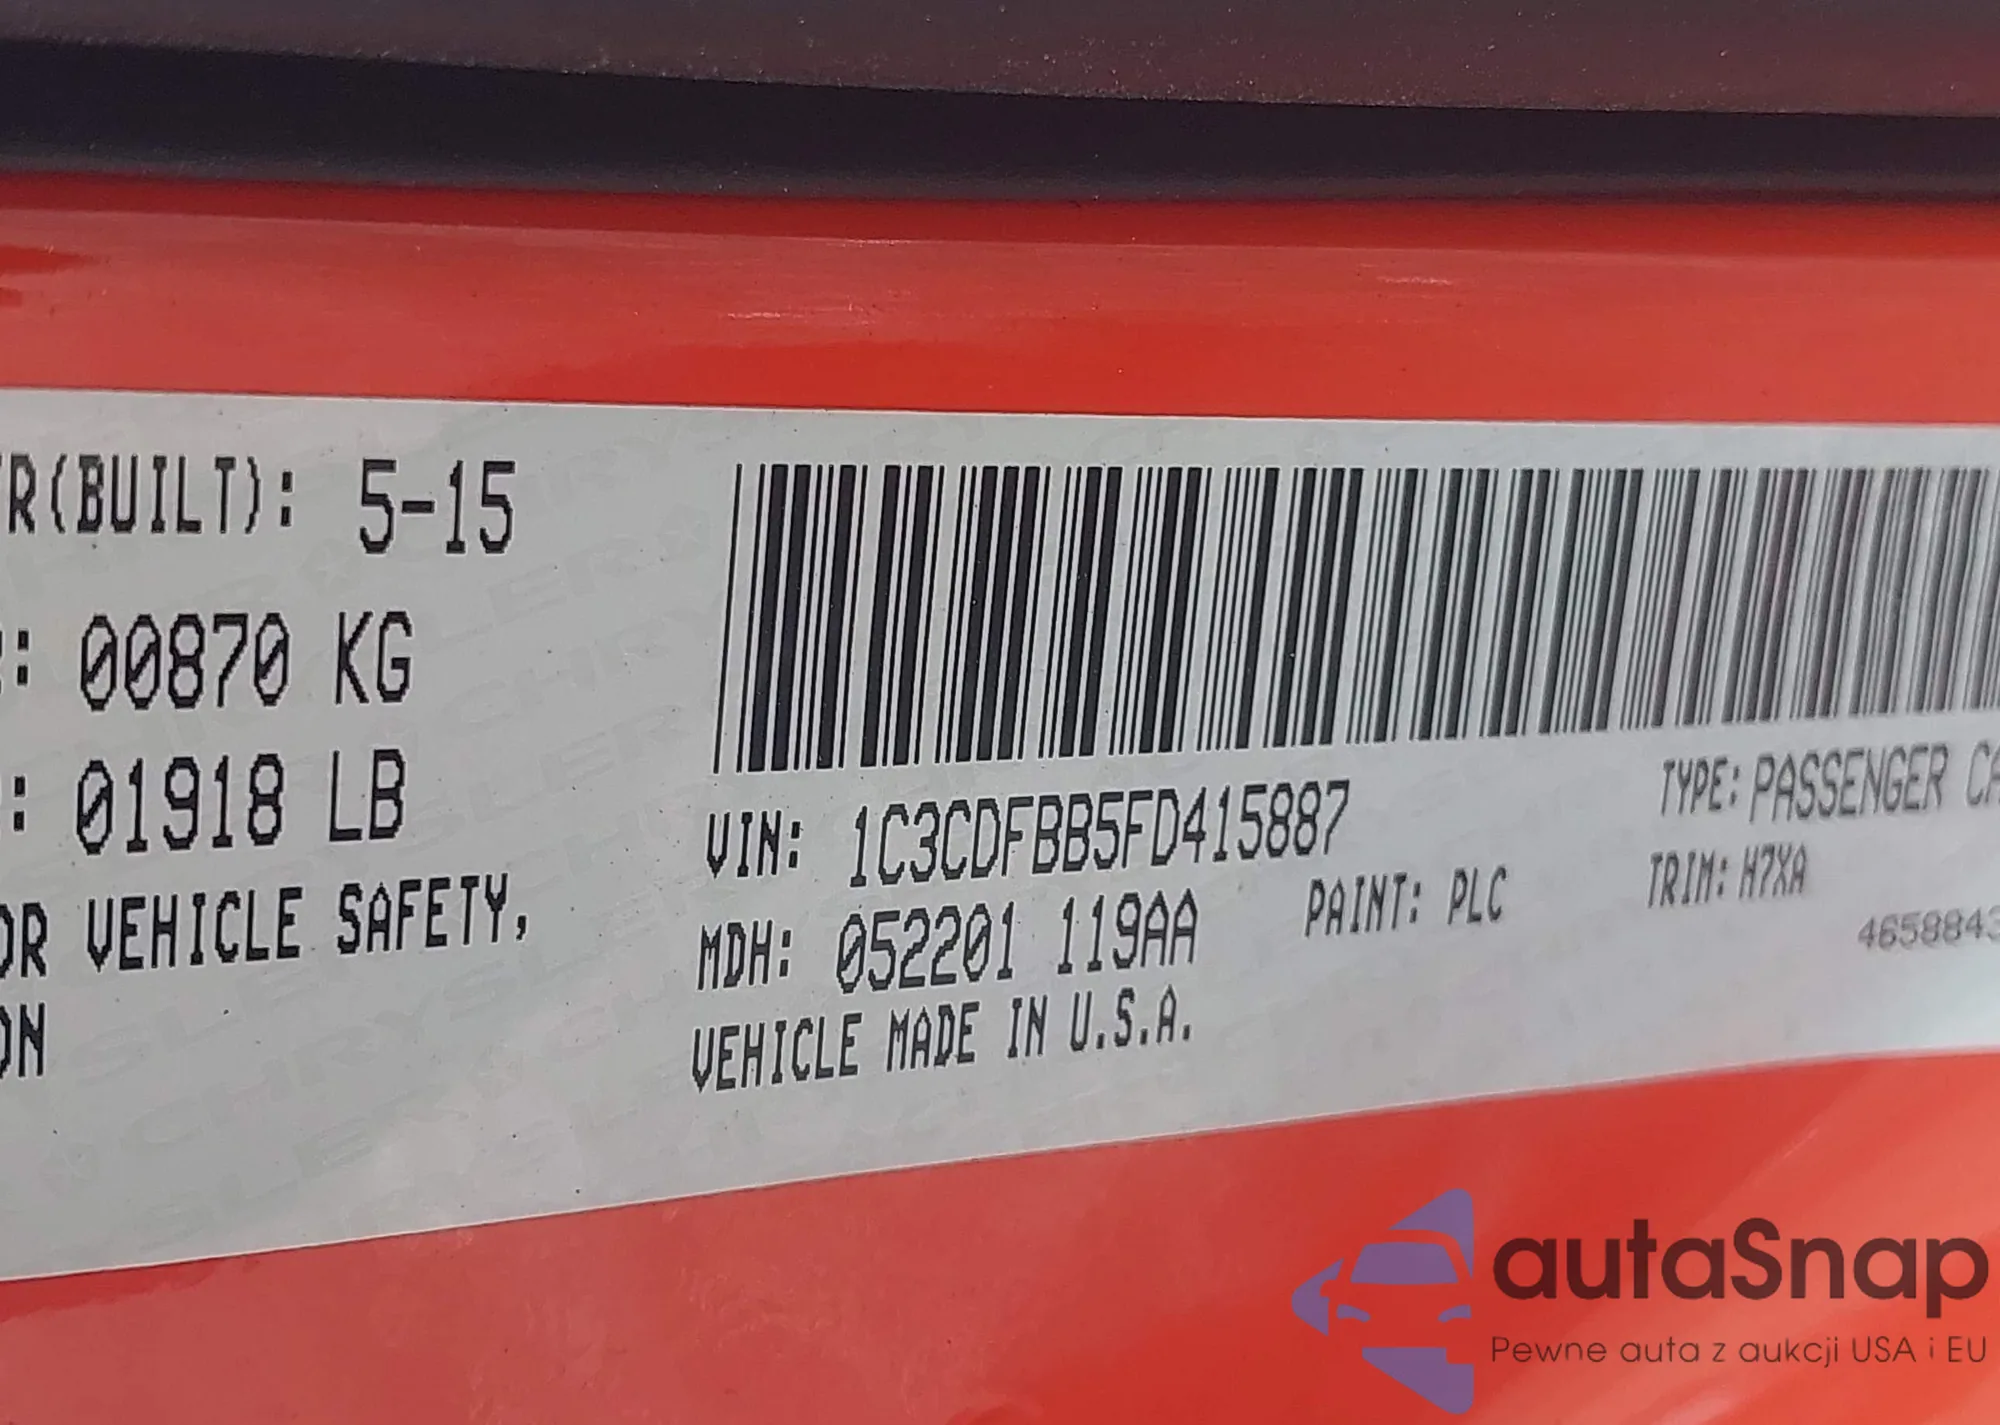 R(BUILT): 5-15
: 00870 KG
: 01918 LB
OR VEHICLE SAFETY,
ON
VIN: 1C3CDFBB5FD415887
TYPE: PASSENGER CA
MDH: 052201 119AA
PAINT: PLC
TRIM: H7XA
4658843
VEHICLE MADE IN U.S.A.
autaSnap
Pewne auta z aukcji USA i EU